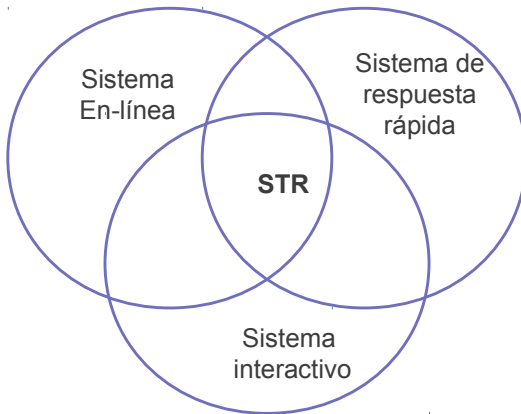 Sistema
En-línea
Sistema de
respuesta
rápida
STR
Sistema
interactivo